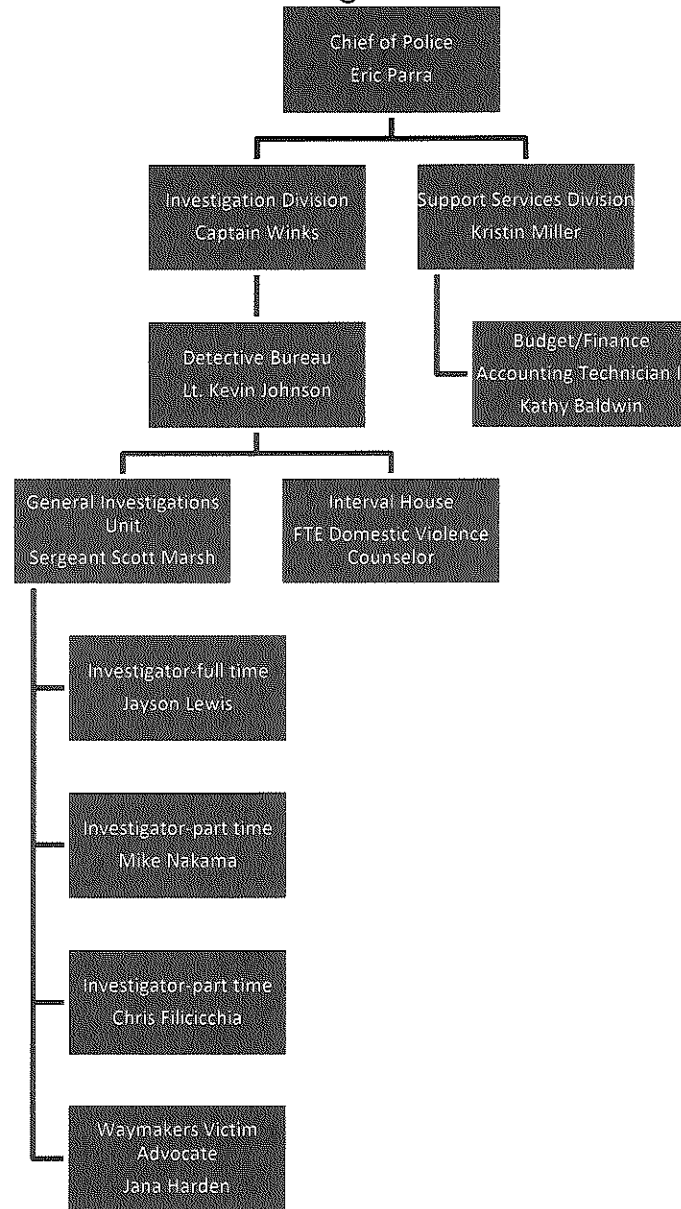 Chief of Police
Eric Parra
Investigation Division
Captain Winks
Support Services Division
Kristin Miller
Detective Bureau
Lt. Kevin Johnson
Budget/Finance
Accounting Technician I
Kathy Baldwin
General Investigations
Unit
Sergeant Scott Marsh
Interval House
FTE Domestic Violence
Counselor
Investigator-full time
Jayson Lewis
Investigator-part time
Mike Nakama
Investigator-part time
Chris Filicicchia
Waymakers Victim
Advocate
Jana Harden